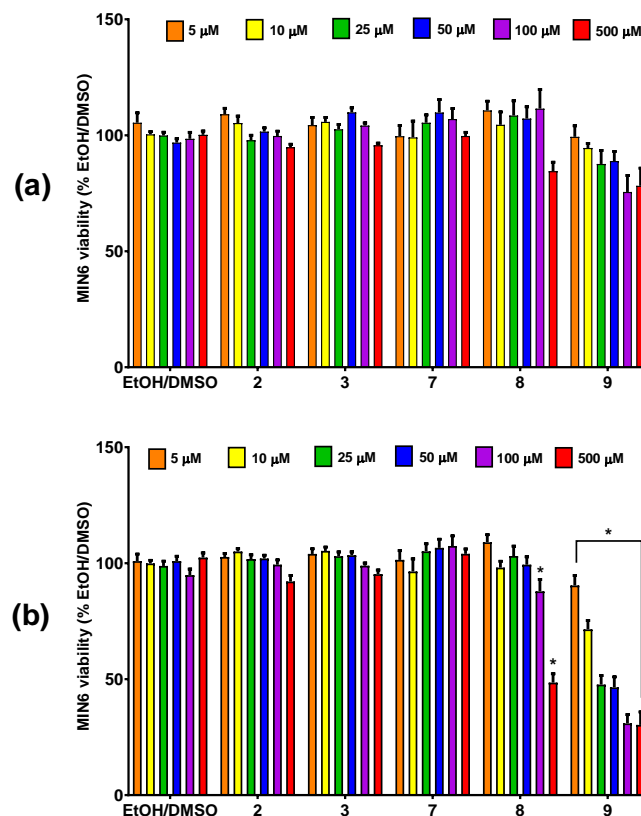 (a)
MIN6 viability (% EtOH/DMSO)
150
100
50
0
5 µM 10 µM 25 µM 50 µM 100 µM 500 µM
EtOH/DMSO 2 3 7 8 9
(b)
MIN6 viability (% EtOH/DMSO)
150
100
50
0
5 µM 10 µM 25 µM 50 µM 100 µM 500 µM
*
*
*
EtOH/DMSO 2 3 7 8 9